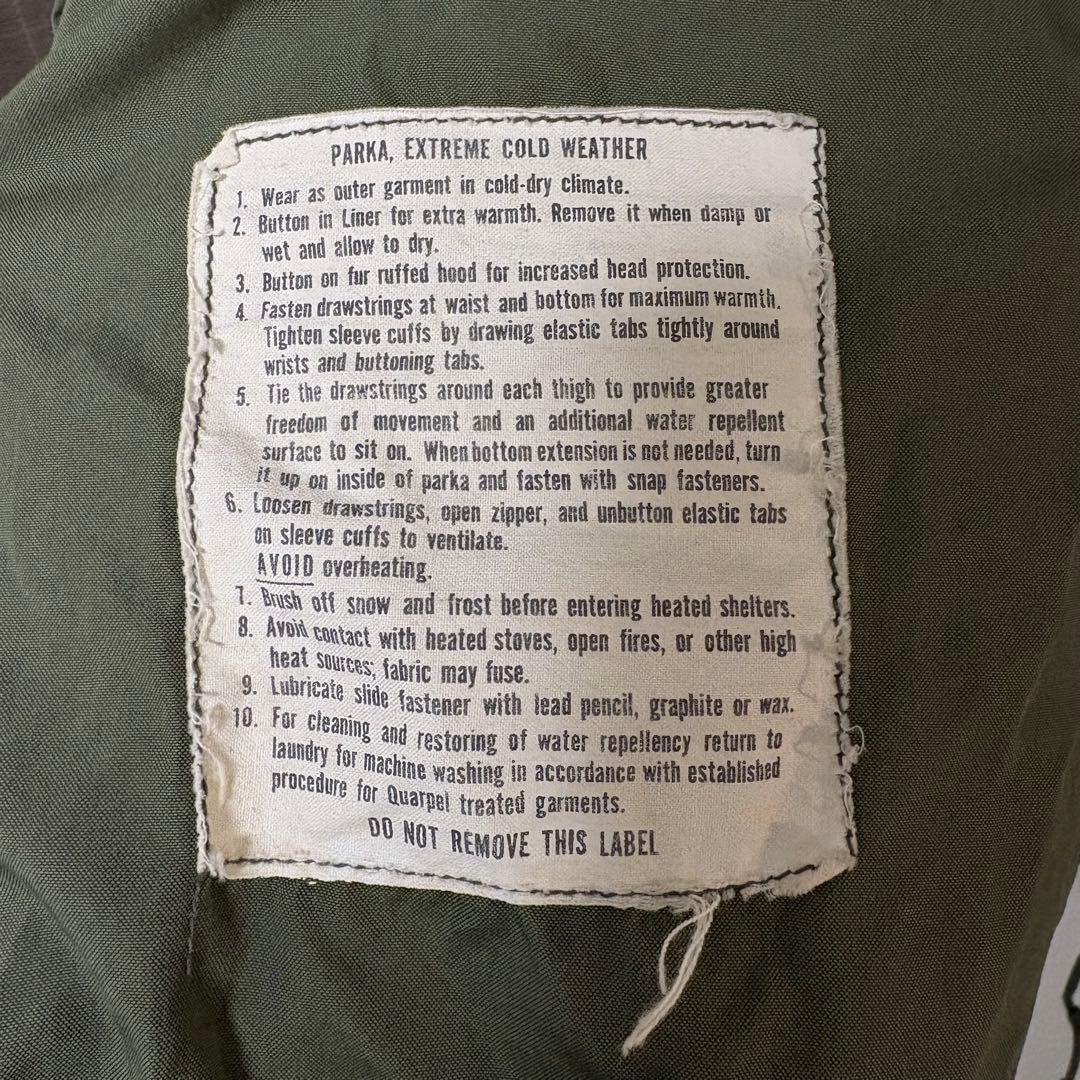 PARKA, EXTREME COLD WEATHER
1. Wear as outer garment in cold-dry climate.
2. Button in Liner for extra warmth. Remove it when damp or
wet and allow to dry.
3. Button on fur ruffed hood for increased head protection.
4. Fasten drawstrings at waist and bottom for maximum warmth.
Tighten sleeve cuffs by drawing elastic tabs tightly around
wrists and buttoning tabs.
5. Tie the drawstrings around each thigh to provide greater
freedom of movement and an additional water repellent
surface to sit on. When bottom extension is not needed, turn
it up on inside of parka and fasten with snap fasteners.
6. Loosen drawstrings, open zipper, and unbutton elastic tabs
on sleeve cuffs to ventilate.
AVOID overheating.
7. Brush off snow and frost before entering heated shelters.
8. Avoid contact with heated stoves, open fires, or other high
heat sources; fabric may fuse.
9. Lubricate slide fastener with lead pencil, graphite or wax.
10. For cleaning and restoring of water repellency return to
laundry for machine washing in accordance with established
procedure for Quarpel treated garments.
DO NOT REMOVE THIS LABEL